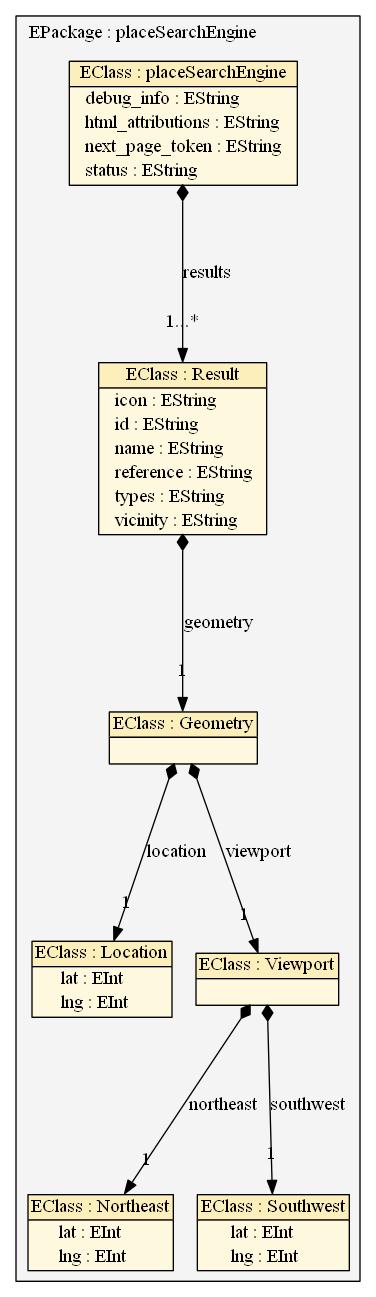 EPackage : placeSearchEngine
EClass : placeSearchEngine
debug_info : EString
html_attributions : EString
next_page_token : EString
status : EString
results
1...*
EClass : Result
icon : EString
id : EString
name : EString
reference : EString
types : EString
vicinity : EString
geometry
1
EClass : Geometry
location
viewport
1
1
EClass : Location
lat : EInt
lng : EInt
EClass : Viewport
northeast
southwest
1
1
EClass : Northeast
lat : EInt
lng : EInt
EClass : Southwest
lat : EInt
lng : EInt